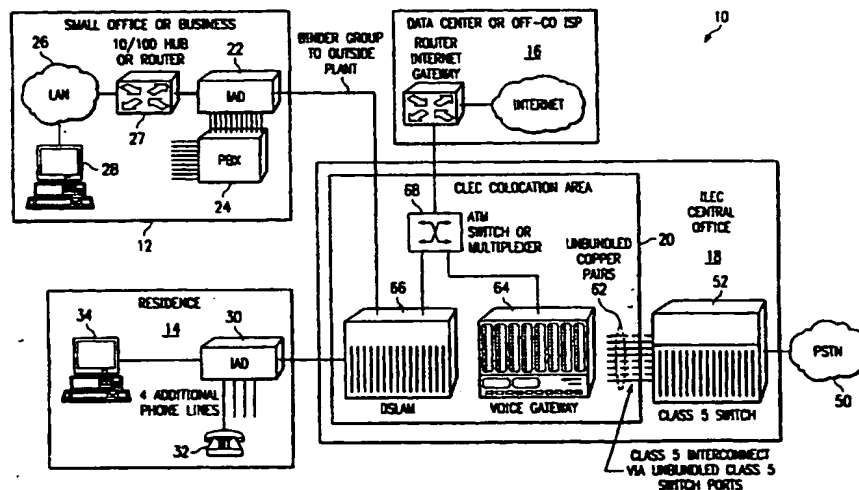 SMALL OFFICE OR BUSINESS
26
10/100 HUB
OR ROUTER
22
LAN
IAD
27
28
PBX
24
12
BINDER GROUP
TO OUTSIDE
PLANT
DATA CENTER OR OFF-CO ISP
ROUTER
INTERNET
GATEWAY
16
INTERNET
10
CLEC COLOCATION AREA
68
ATM
SWITCH OR
MULTIPLEXER
UNBUNDLED
COPPER
PAIRS
62
20
ILEC
CENTRAL
OFFICE
18
52
66
64
DSLAM
VOICE GATEWAY
CLASS 5 SWITCH
PSTN
50
CLASS 5 INTERCONNECT
VIA UNBUNDLED CLASS 5
SWITCH PORTS
RESIDENCE
34
14
30
IAD
4 ADDITIONAL
PHONE LINES
32